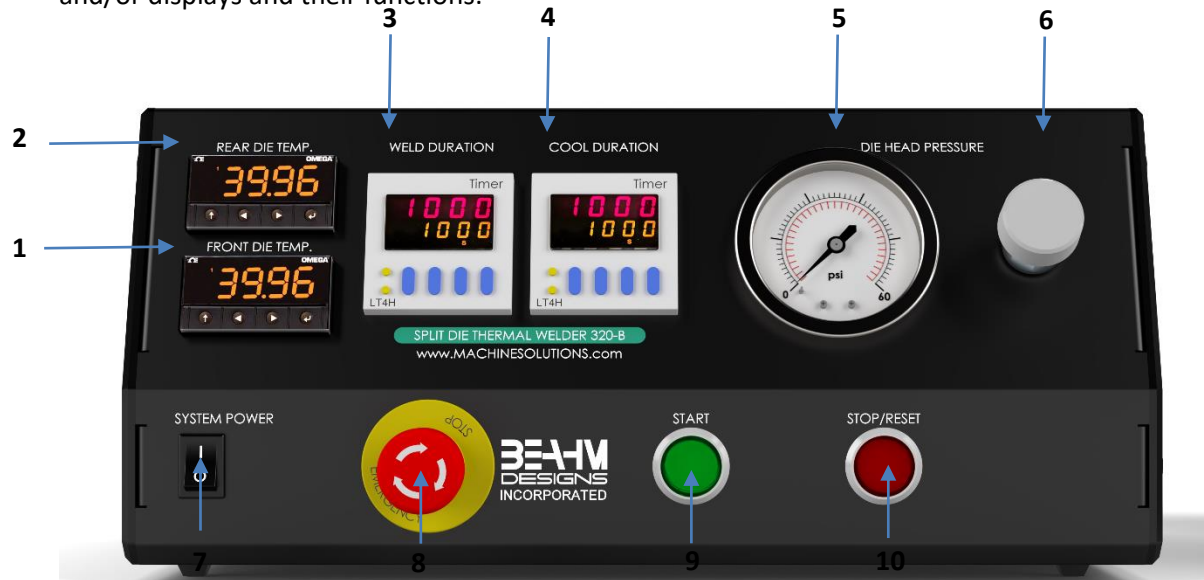 and/or displays and their functions.
3
4
5
6
2
REAR DIE TEMP.
WELD DURATION
COOL DURATION
DIE HEAD PRESSURE
OMEGA
39.96
Timer
1000
1000
LT4H
Timer
1000
1000
LT4H
1
FRONT DIE TEMP.
OMEGA
39.96
psi
0
60
SPLIT DIE THERMAL WELDER 320-B
www.MACHINESOLUTIONS.com
SYSTEM POWER
I
O
STOP
EMERGENCY
BEAHM
DESIGNS
INCORPORATED
START
STOP/RESET
7
8
9
10